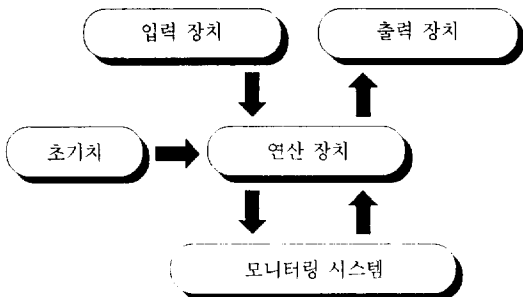 입력 장치
출력 장치
초기치
연산 장치
모니터링 시스템